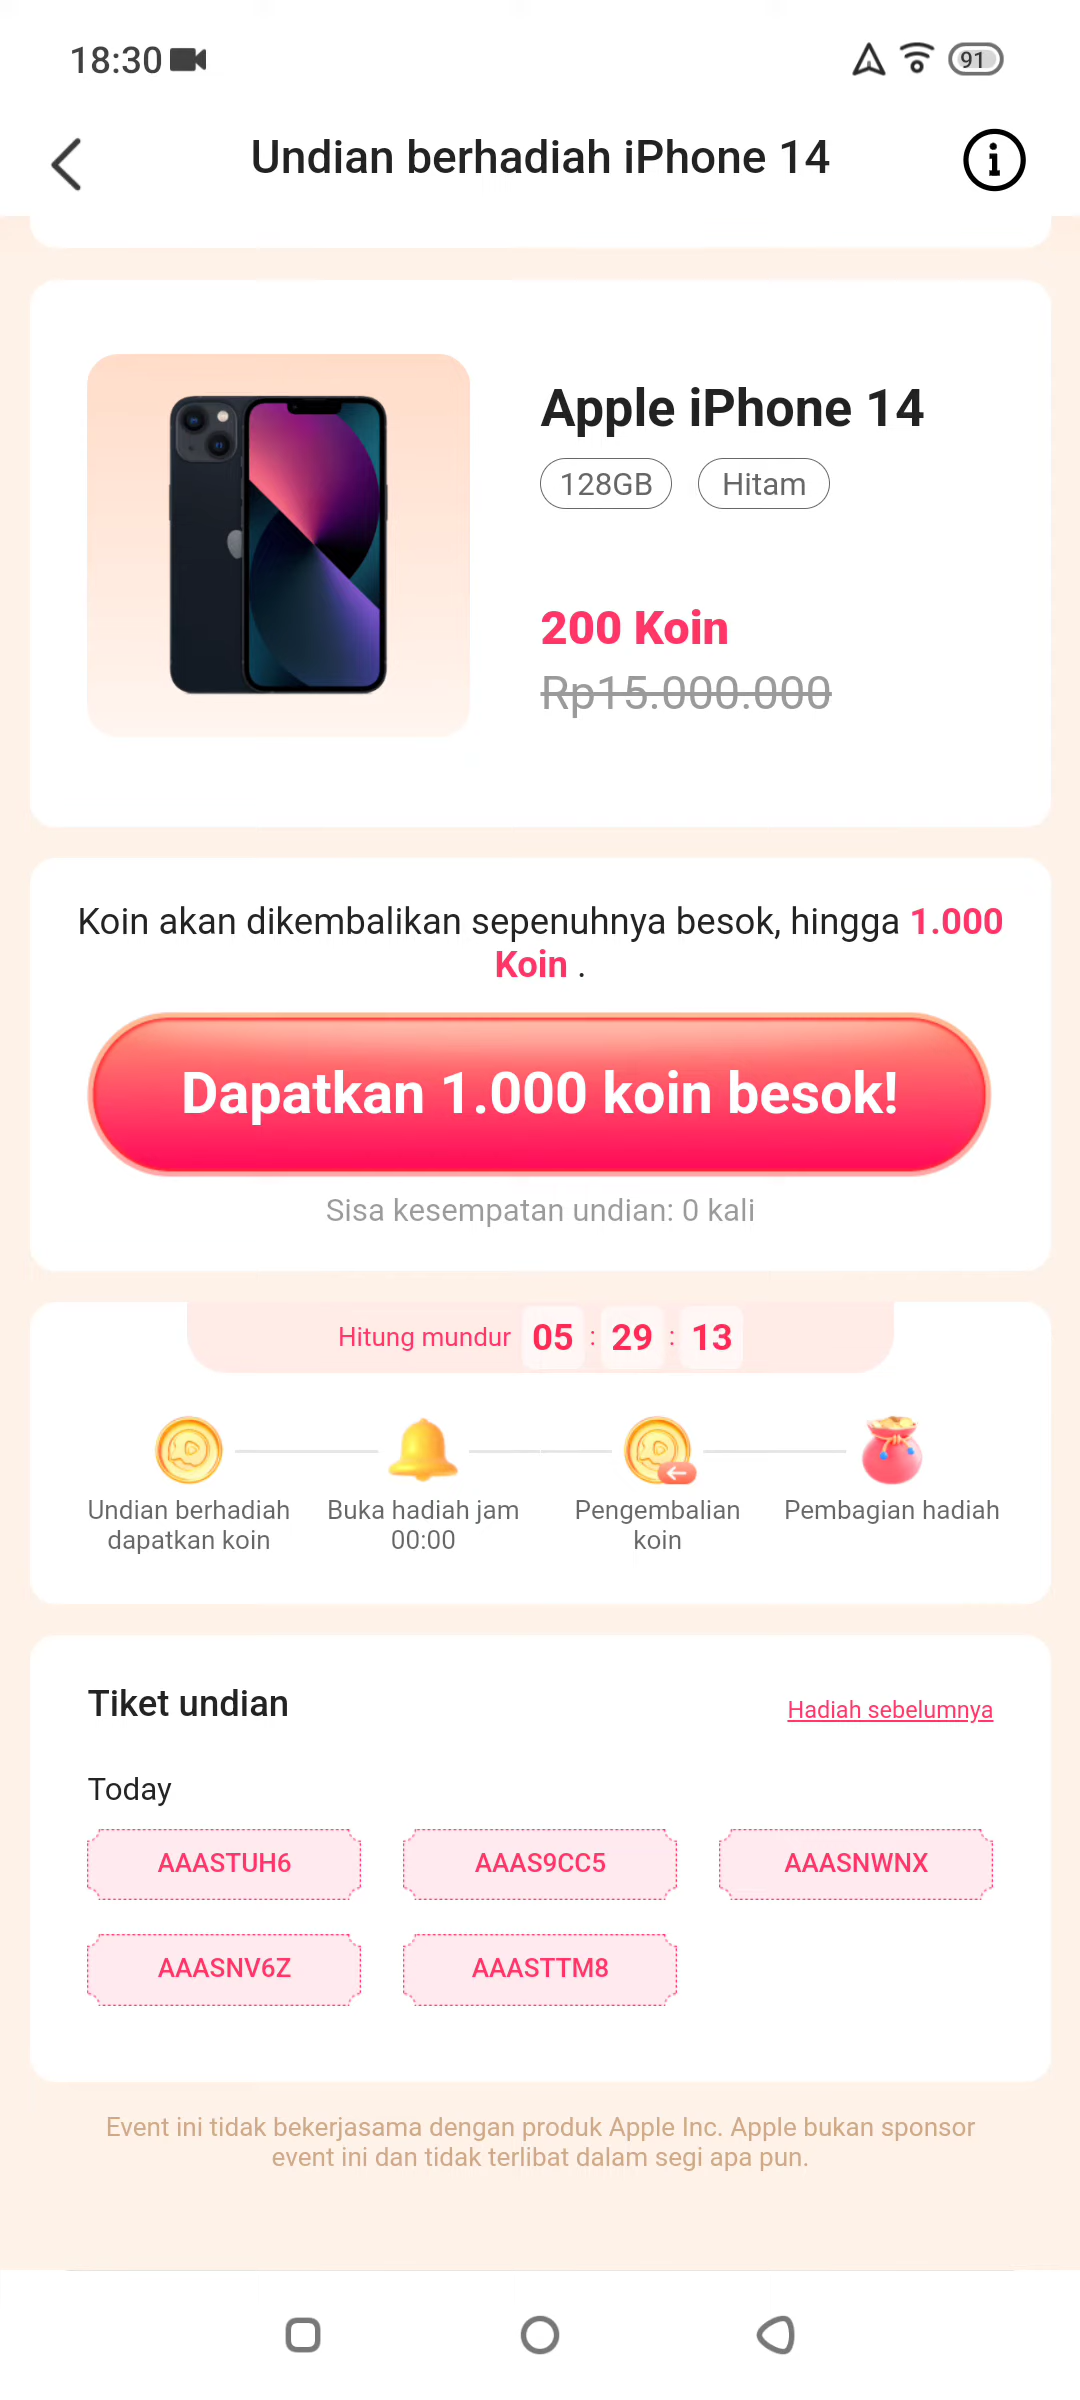 18:30
91
Undian berhadiah iPhone 14
Apple iPhone 14
128GB
Hitam
200 Koin
Rp15.000.000
Koin akan dikembalikan sepenuhnya besok, hingga 1.000
Koin .
Dapatkan 1.000 koin besok!
Sisa kesempatan undian: 0 kali
Hitung mundur 05 : 29 : 13
Undian berhadiah
dapatkan koin
Buka hadiah jam
00:00
Pengembalian
koin
Pembagian hadiah
Tiket undian
Hadiah sebelumnya
Today
AAASTUH6
AAAS9CC5
AAASNWNX
AAASNV6Z
AAASTTM8
Event ini tidak bekerjasama dengan produk Apple Inc. Apple bukan sponsor
event ini dan tidak terlibat dalam segi apa pun.